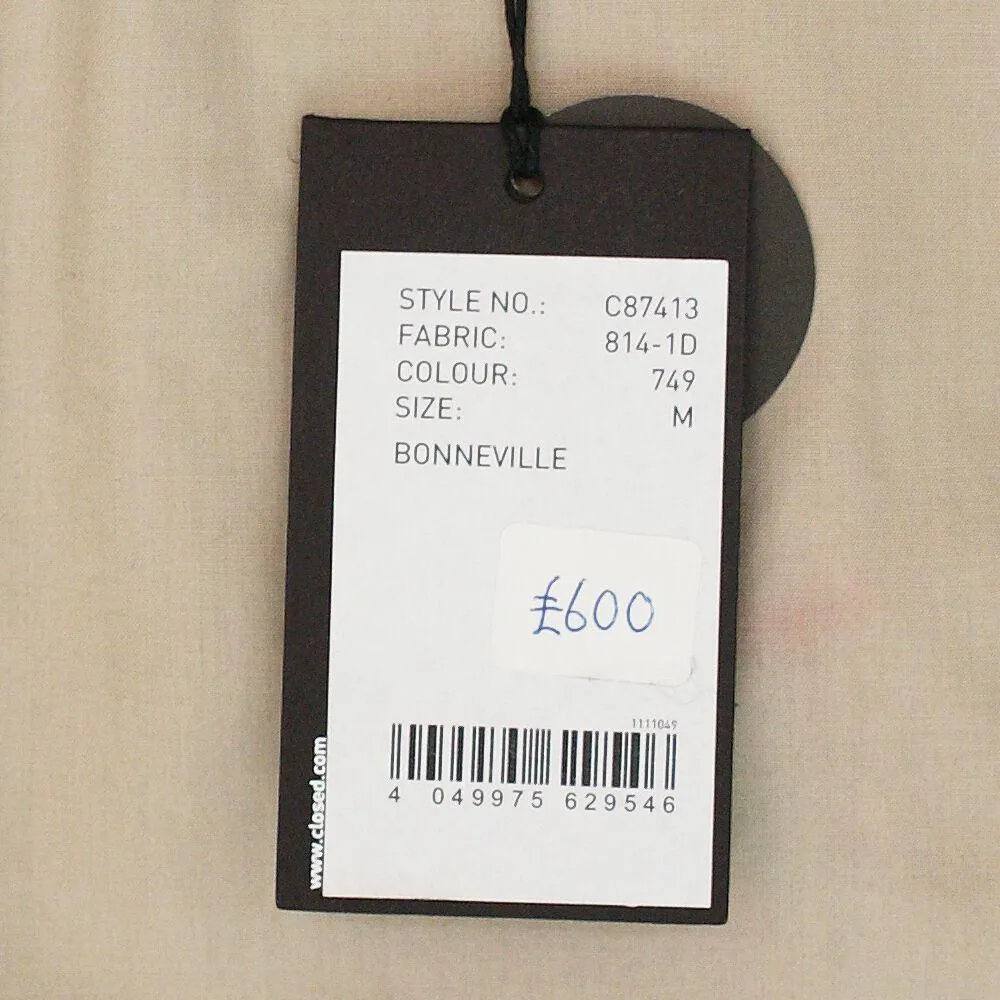 STYLE NO.: C87413
FABRIC: 814-1D
COLOUR: 749
SIZE: M
BONNEVILLE
£600
1111049
4 049975 629546
www.closed.com